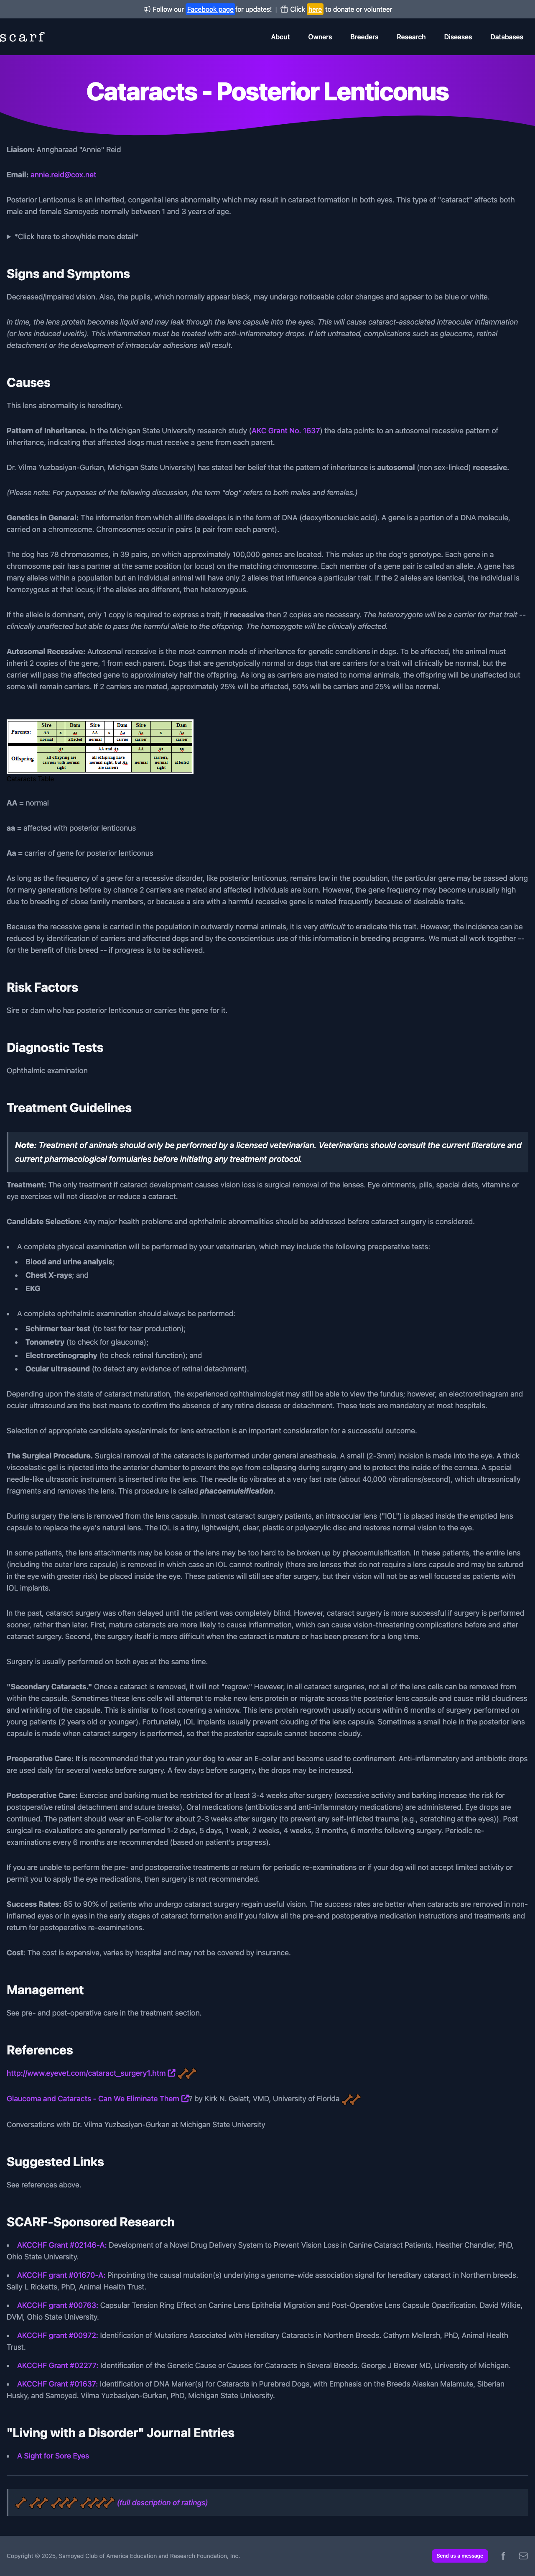 Follow our Facebook page for updates! | Click here to donate or volunteer
scarf
About Owners Breeders Research Diseases Databases
Cataracts - Posterior Lenticonus
Liaison: Anngharaad "Annie" Reid
Email: annie.reid@cox.net
Posterior Lenticonus is an inherited, congenital lens abnormality which may result in cataract formation in both eyes. This type of "cataract" affects both
male and female Samoyeds normally between 1 and 3 years of age.
*Click here to show/hide more detail*
Signs and Symptoms
Decreased/impaired vision. Also, the pupils, which normally appear black, may undergo noticeable color changes and appear to be blue or white.
In time, the lens protein becomes liquid and may leak through the lens capsule into the eyes. This will cause cataract-associated intraocular inflammation
(or lens induced uveitis). This inflammation must be treated with anti-inflammatory drops. If left untreated, complications such as glaucoma, retinal
detachment or the development of intraocular adhesions will result.
Causes
This lens abnormality is hereditary.
Pattern of Inheritance. In the Michigan State University research study (AKC Grant No. 1637) the data points to an autosomal recessive pattern of
inheritance, indicating that affected dogs must receive a gene from each parent.
Dr. Vilma Yuzbasiyan-Gurkan, Michigan State University) has stated her belief that the pattern of inheritance is autosomal (non sex-linked) recessive.
(Please note: For purposes of the following discussion, the term "dog" refers to both males and females.)
Genetics in General: The information from which all life develops is in the form of DNA (deoxyribonucleic acid). A gene is a portion of a DNA molecule,
carried on a chromosome. Chromosomes occur in pairs (a pair from each parent).
The dog has 78 chromosomes, in 39 pairs, on which approximately 100,000 genes are located. This makes up the dog's genotype. Each gene in a
chromosome pair has a partner at the same position (or locus) on the matching chromosome. Each member of a gene pair is called an allele. A gene has
many alleles within a population but an individual animal will have only 2 alleles that influence a particular trait. If the 2 alleles are identical, the individual is
homozygous at that locus; if the alleles are different, then heterozygous.
If the allele is dominant, only 1 copy is required to express a trait; if recessive then 2 copies are necessary. The heterozygote will be a carrier for that trait --
clinically unaffected but able to pass the harmful allele to the offspring. The homozygote will be clinically affected.
Autosomal Recessive: Autosomal recessive is the most common mode of inheritance for genetic conditions in dogs. To be affected, the animal must
inherit 2 copies of the gene, 1 from each parent. Dogs that are genotypically normal or dogs that are carriers for a trait will clinically be normal, but the
carrier will pass the affected gene to approximately half the offspring. As long as carriers are mated to normal animals, the offspring will be unaffected but
some will remain carriers. If 2 carriers are mated, approximately 25% will be affected, 50% will be carriers and 25% will be normal.
Parents: Sire Dam Sire Dam Sire Dam
AA x aa AA x Aa Aa x Aa
normal affected normal carrier carrier carrier
Offspring Aa AA and Aa AA Aa aa
all offspring are carriers with normal sight all offspring have normal sight, but Aa are carriers normal carriers, normal sight affected
AA = normal
aa = affected with posterior lenticonus
Aa = carrier of gene for posterior lenticonus
As long as the frequency of a gene for a recessive disorder, like posterior lenticonus, remains low in the population, the particular gene may be passed along
for many generations before by chance 2 carriers are mated and affected individuals are born. However, the gene frequency may become unusually high
due to breeding of close family members, or because a sire with a harmful recessive gene is mated frequently because of desirable traits.
Because the recessive gene is carried in the population in outwardly normal animals, it is very difficult to eradicate this trait. However, the incidence can be
reduced by identification of carriers and affected dogs and by the conscientious use of this information in breeding programs. We must all work together --
for the benefit of this breed -- if progress is to be achieved.
Risk Factors
Sire or dam who has posterior lenticonus or carries the gene for it.
Diagnostic Tests
Ophthalmic examination
Treatment Guidelines
Note: Treatment of animals should only be performed by a licensed veterinarian. Veterinarians should consult the current literature and
current pharmacological formularies before initiating any treatment protocol.
Treatment: The only treatment if cataract development causes vision loss is surgical removal of the lenses. Eye ointments, pills, special diets, vitamins or
eye exercises will not dissolve or reduce a cataract.
Candidate Selection: Any major health problems and ophthalmic abnormalities should be addressed before cataract surgery is considered.
• A complete physical examination will be performed by your veterinarian, which may include the following preoperative tests:
• Blood and urine analysis;
• Chest X-rays; and
• EKG
• A complete ophthalmic examination should always be performed:
• Schirmer tear test (to test for tear production);
• Tonometry (to check for glaucoma);
• Electroretinography (to check retinal function); and
• Ocular ultrasound (to detect any evidence of retinal detachment).
Depending upon the state of cataract maturation, the experienced ophthalmologist may still be able to view the fundus; however, an electroretinogram and
ocular ultrasound are the best means to confirm the absence of any retina disease or detachment. These tests are mandatory at most hospitals.
Selection of appropriate candidate eyes/animals for lens extraction is an important consideration for a successful outcome.
The Surgical Procedure. Surgical removal of the cataracts is performed under general anesthesia. A small (2-3mm) incision is made into the eye. A thick
viscoelastic gel is injected into the anterior chamber to prevent the eye from collapsing during surgery and to protect the inside of the cornea. A special
needle-like ultrasonic instrument is inserted into the lens. The needle tip vibrates at a very fast rate (about 40,000 vibrations/second), which ultrasonically
fragments and removes the lens. This procedure is called phacoemulsification.
During surgery the lens is removed from the lens capsule. In most cataract surgery patients, an intraocular lens ("IOL") is placed inside the emptied lens
capsule to replace the eye's natural lens. The IOL is a tiny, lightweight, clear, plastic or polyacrylic disc and restores normal vision to the eye.
In some patients, the lens attachments may be loose or the lens may be too hard to be broken up by phacoemulsification. In these patients, the entire lens
(including the outer lens capsule) is removed in which case an IOL cannot routinely (there are lenses that do not require a lens capsule and may be sutured
in the eye with greater risk) be placed inside the eye. These patients will still see after surgery, but their vision will not be as well focused as patients with
IOL implants.
In the past, cataract surgery was often delayed until the patient was completely blind. However, cataract surgery is more successful if surgery is performed
sooner, rather than later. First, mature cataracts are more likely to cause inflammation, which can cause vision-threatening complications before and after
cataract surgery. Second, the surgery itself is more difficult when the cataract is mature or has been present for a long time.
Surgery is usually performed on both eyes at the same time.
"Secondary Cataracts." Once a cataract is removed, it will not "regrow." However, in all cataract surgeries, not all of the lens cells can be removed from
within the capsule. Sometimes these lens cells will attempt to make new lens protein or migrate across the posterior lens capsule and cause mild cloudiness
and wrinkling of the capsule. This is similar to frost covering a window. This lens protein regrowth usually occurs within 6 months of surgery performed on
young patients (2 years old or younger). Fortunately, IOL implants usually prevent clouding of the lens capsule. Sometimes a small hole in the posterior lens
capsule is made when cataract surgery is performed, so that the posterior capsule cannot become cloudy.
Preoperative Care: It is recommended that you train your dog to wear an E-collar and become used to confinement. Anti-inflammatory and antibiotic drops
are used daily for several weeks before surgery. A few days before surgery, the drops may be increased.
Postoperative Care: Exercise and barking must be restricted for at least 3-4 weeks after surgery (excessive activity and barking increase the risk for
postoperative retinal detachment and suture breaks). Oral medications (antibiotics and anti-inflammatory medications) are administered. Eye drops are
continued. The patient should wear an E-collar for about 2-3 weeks after surgery (to prevent any self-inflicted trauma (e.g., scratching at the eyes)). Post
surgical re-evaluations are generally performed 1-2 days, 5 days, 1 week, 2 weeks, 4 weeks, 3 months, 6 months following surgery. Periodic re-
examinations every 6 months are recommended (based on patient's progress).
If you are unable to perform the pre- and postoperative treatments or return for periodic re-examinations or if your dog will not accept limited activity or
permit you to apply the eye medications, then surgery is not recommended.
Success Rates: 85 to 90% of patients who undergo cataract surgery regain useful vision. The success rates are better when cataracts are removed in non-
inflamed eyes or in eyes in the early stages of cataract formation and if you follow all the pre-and postoperative medication instructions and treatments and
return for postoperative re-examinations.
Cost: The cost is expensive, varies by hospital and may not be covered by insurance.
Management
See pre- and post-operative care in the treatment section.
References
http://www.eyevet.com/cataract_surgery1.htm
Glaucoma and Cataracts - Can We Eliminate Them? by Kirk N. Gelatt, VMD, University of Florida
Conversations with Dr. Vilma Yuzbasiyan-Gurkan at Michigan State University
Suggested Links
See references above.
SCARF-Sponsored Research
• AKCCHF Grant #02146-A: Development of a Novel Drug Delivery System to Prevent Vision Loss in Canine Cataract Patients. Heather Chandler, PhD,
Ohio State University.
• AKCCHF grant #01670-A: Pinpointing the causal mutation(s) underlying a genome-wide association signal for hereditary cataract in Northern breeds.
Sally L Ricketts, PhD, Animal Health Trust.
• AKCCHF grant #00763: Capsular Tension Ring Effect on Canine Lens Epithelial Migration and Post-Operative Lens Capsule Opacification. David Wilkie,
DVM, Ohio State University.
• AKCCHF grant #00972: Identification of Mutations Associated with Hereditary Cataracts in Northern Breeds. Cathyrn Mellersh, PhD, Animal Health
Trust.
• AKCCHF Grant #02277: Identification of the Genetic Cause or Causes for Cataracts in Several Breeds. George J Brewer MD, University of Michigan.
• AKCCHF Grant #01637: Identification of DNA Marker(s) for Cataracts in Purebred Dogs, with Emphasis on the Breeds Alaskan Malamute, Siberian
Husky, and Samoyed. Vilma Yuzbasiyan-Gurkan, PhD, Michigan State University.
"Living with a Disorder" Journal Entries
• A Sight for Sore Eyes
(full description of ratings)
Copyright © 2025, Samoyed Club of America Education and Research Foundation, Inc.
Send us a message